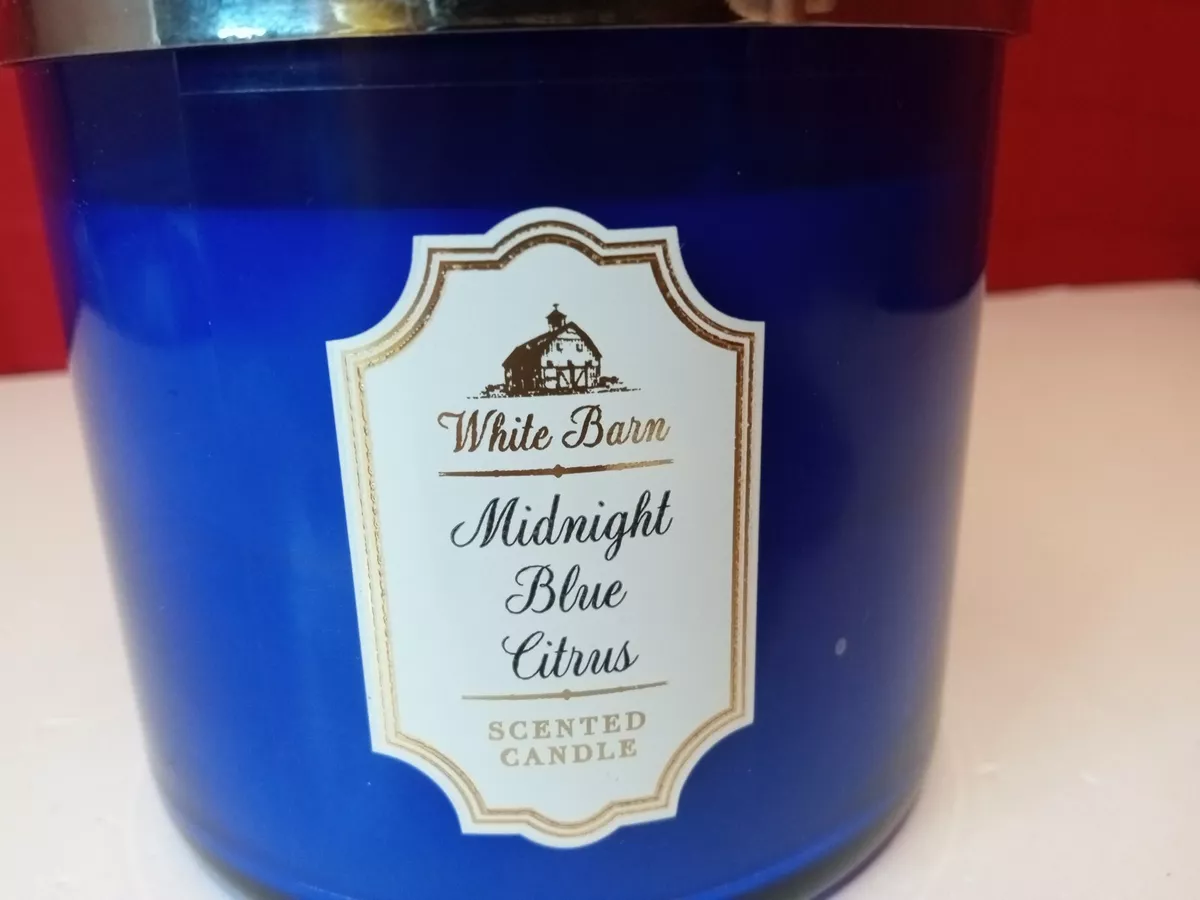 White Barn
Midnight
Blue
Citrus
SCENTED
CANDLE